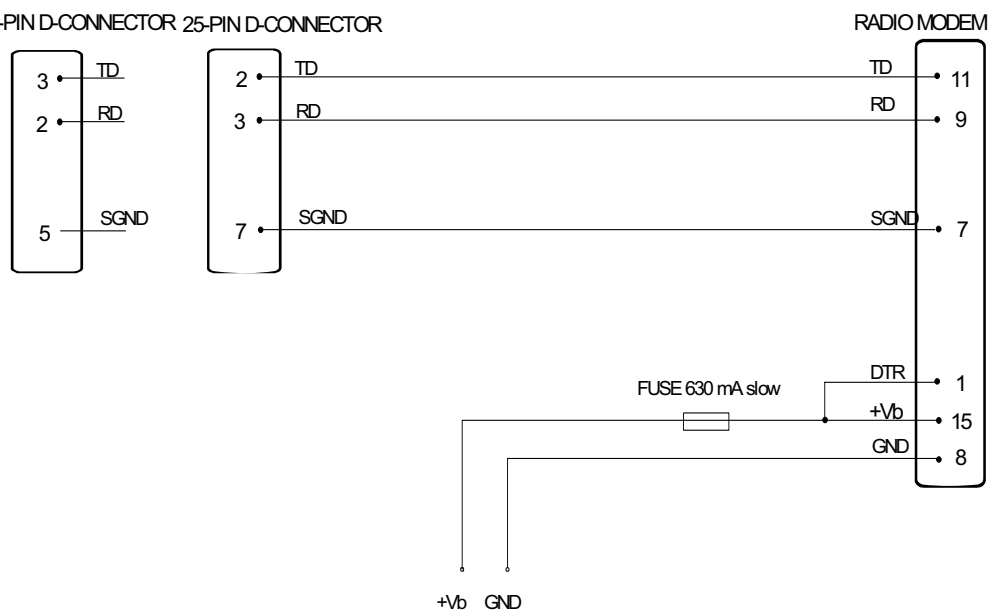 -PIN D-CONNECTOR 25-PIN D-CONNECTOR RADIO MODEM
3 TD 2 TD TD 11
2 RD 3 RD RD 9
5 SGND 7 SGND SGND 7
DTR 1
FUSE 630 mA slow
+Vb 15
GND 8
+Vb GND